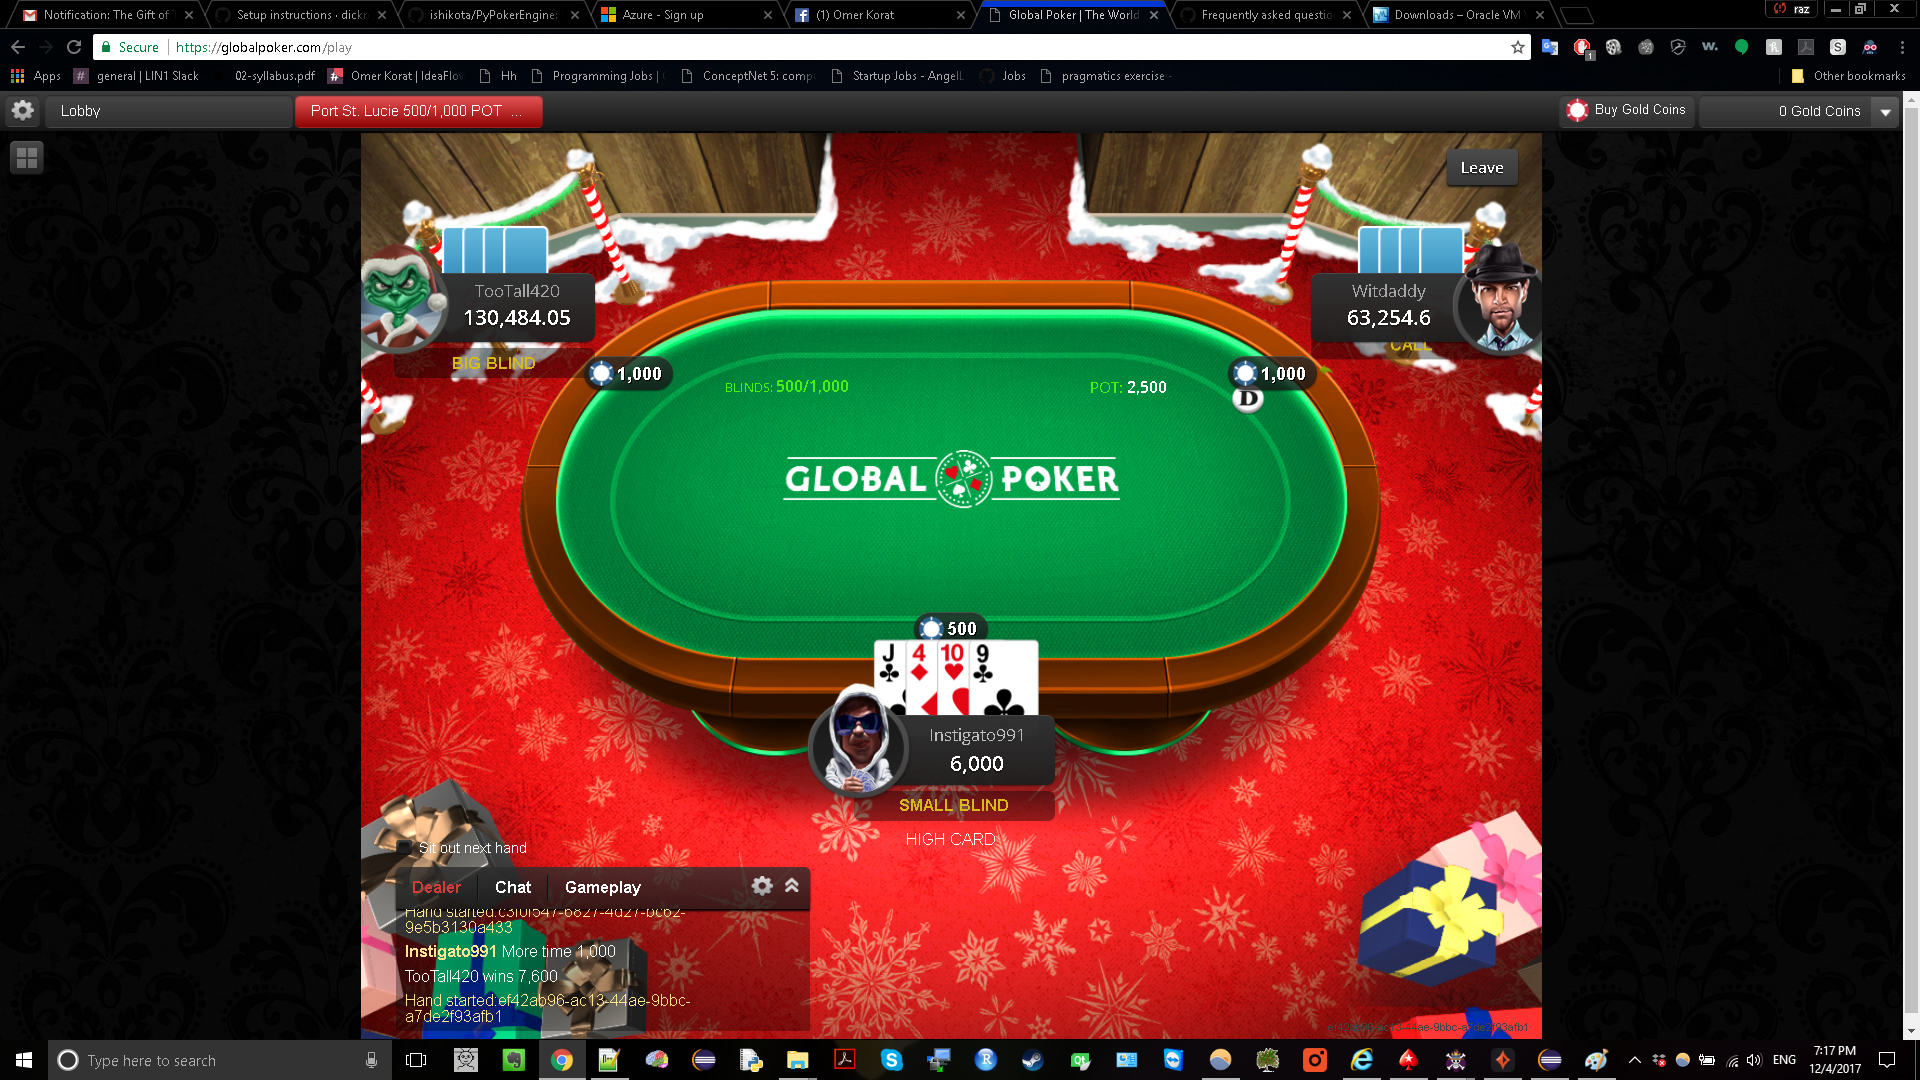 Notification: The Gift of T
Setup instructions · dickr
ishikota/PyPokerEngine:
Azure - Sign up
(1) Omer Korat
Global Poker | The World
Frequently asked questio
Downloads – Oracle VM
raz
Secure
https://globalpoker.com/play
Apps
general | LIN1 Slack
02-syllabus.pdf
Omer Korat | IdeaFlow
Hh
Programming Jobs |
ConceptNet 5: comp
Startup Jobs - AngelL
Jobs
pragmatics exercise -
Other bookmarks
Lobby
Port St. Lucie 500/1,000 POT ...
Buy Gold Coins
0 Gold Coins
Leave
TooTall420
130,484.05
BIG BLIND
1,000
Witdaddy
63,254.6
CALL
1,000
D
BLINDS: 500/1,000
POT: 2,500
GLOBAL POKER
500
J 4 10 9
Instigato991
6,000
SMALL BLIND
HIGH CARD
Sit out next hand
Dealer
Chat
Gameplay
Hand started:c3f0f547-6827-4d27-bc62-
9e5b3130a433
Instigato991 More time 1,000
TooTall420 wins 7,600
Hand started:ef42ab96-ac13-44ae-9bbc-
a7de2f93afb1
ef42ab96-ac13-44ae-9bbc-a7de2f93afb1
Type here to search
ENG
7:17 PM
12/4/2017